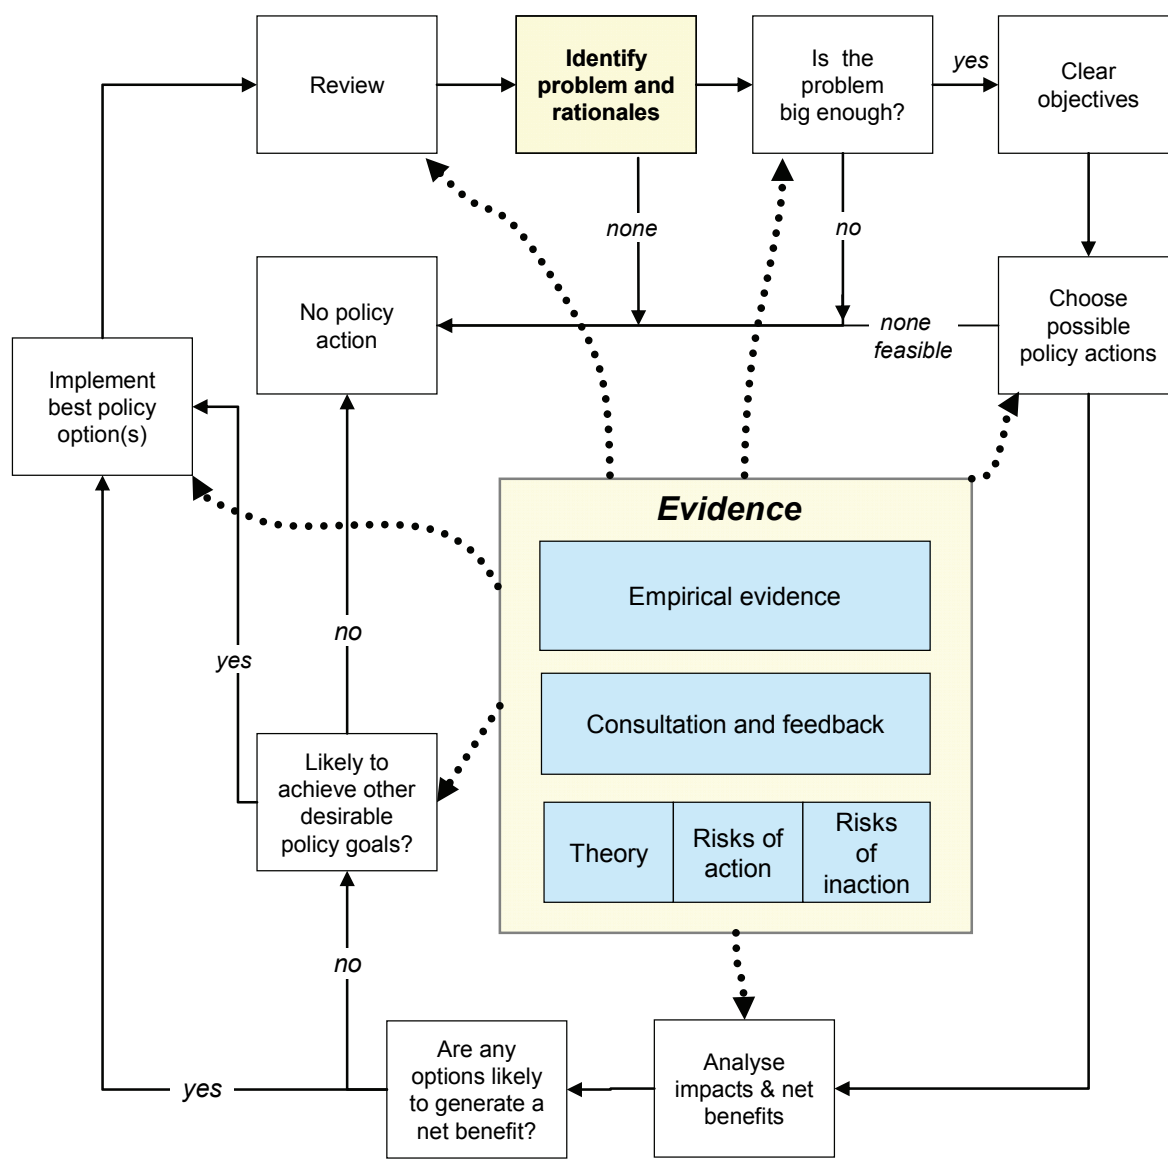 Review
Identify
problem and
rationales
Is the
problem
big enough?
yes
Clear
objectives
none
no
No policy
action
none
feasible
Choose
possible
policy actions
Implement
best policy
option(s)
Evidence
Empirical evidence
Consultation and feedback
Theory
Risks of
action
Risks
of
inaction
no
yes
Likely to
achieve other
desirable
policy goals?
no
yes
Are any
options likely
to generate a
net benefit?
Analyse
impacts & net
benefits